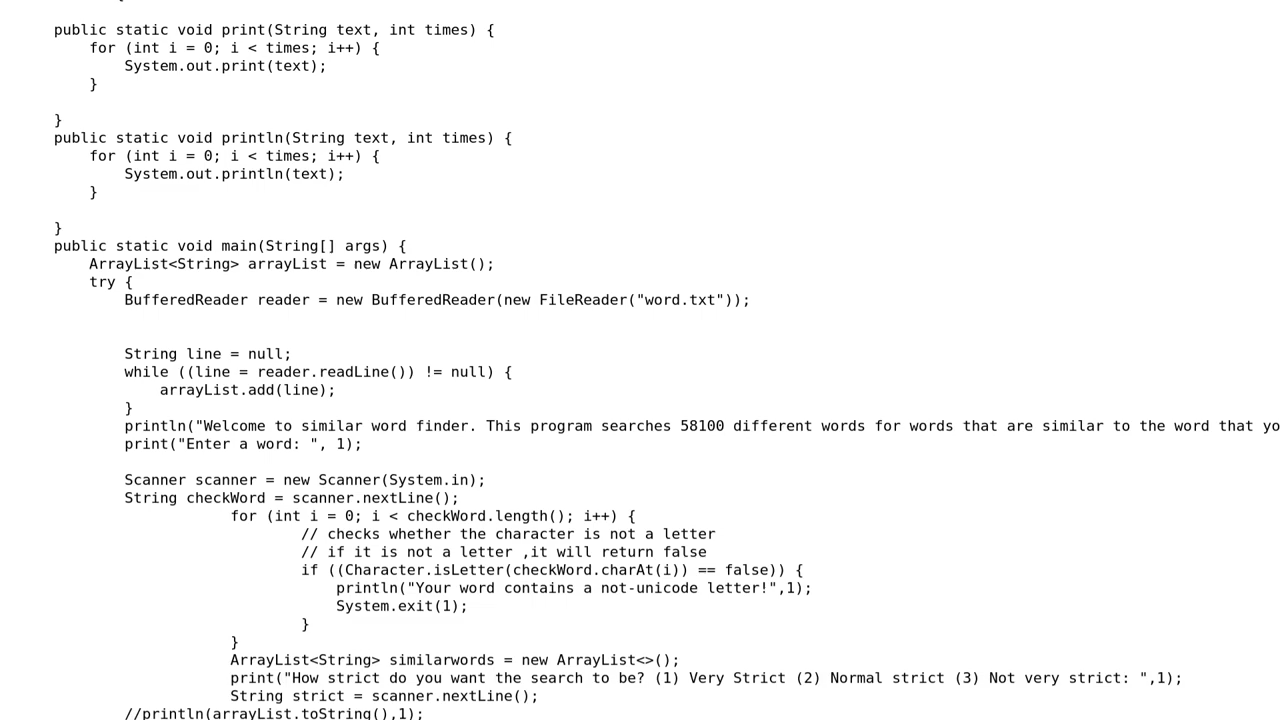 public static void print(String text, int times) {
for (int i = 0; i < times; i++) {
System.out.print(text);
}
}
public static void println(String text, int times) {
for (int i = 0; i < times; i++) {
System.out.println(text);
}
}
public static void main(String[] args) {
ArrayList<String> arrayList = new ArrayList();
try {
BufferedReader reader = new BufferedReader(new FileReader("word.txt"));
String line = null;
while ((line = reader.readLine()) != null) {
arrayList.add(line);
}
println("Welcome to similar word finder. This program searches 58100 different words for words that are similar to the word that yo
print("Enter a word: ", 1);
Scanner scanner = new Scanner(System.in);
String checkWord = scanner.nextLine();
for (int i = 0; i < checkWord.length(); i++) {
// checks whether the character is not a letter
// if it is not a letter ,it will return false
if ((Character.isLetter(checkWord.charAt(i)) == false)) {
println("Your word contains a not-unicode letter!",1);
System.exit(1);
}
}
ArrayList<String> similarwords = new ArrayList<>();
print("How strict do you want the search to be? (1) Very Strict (2) Normal strict (3) Not very strict: ",1);
String strict = scanner.nextLine();
//println(arrayList.toString(),1);